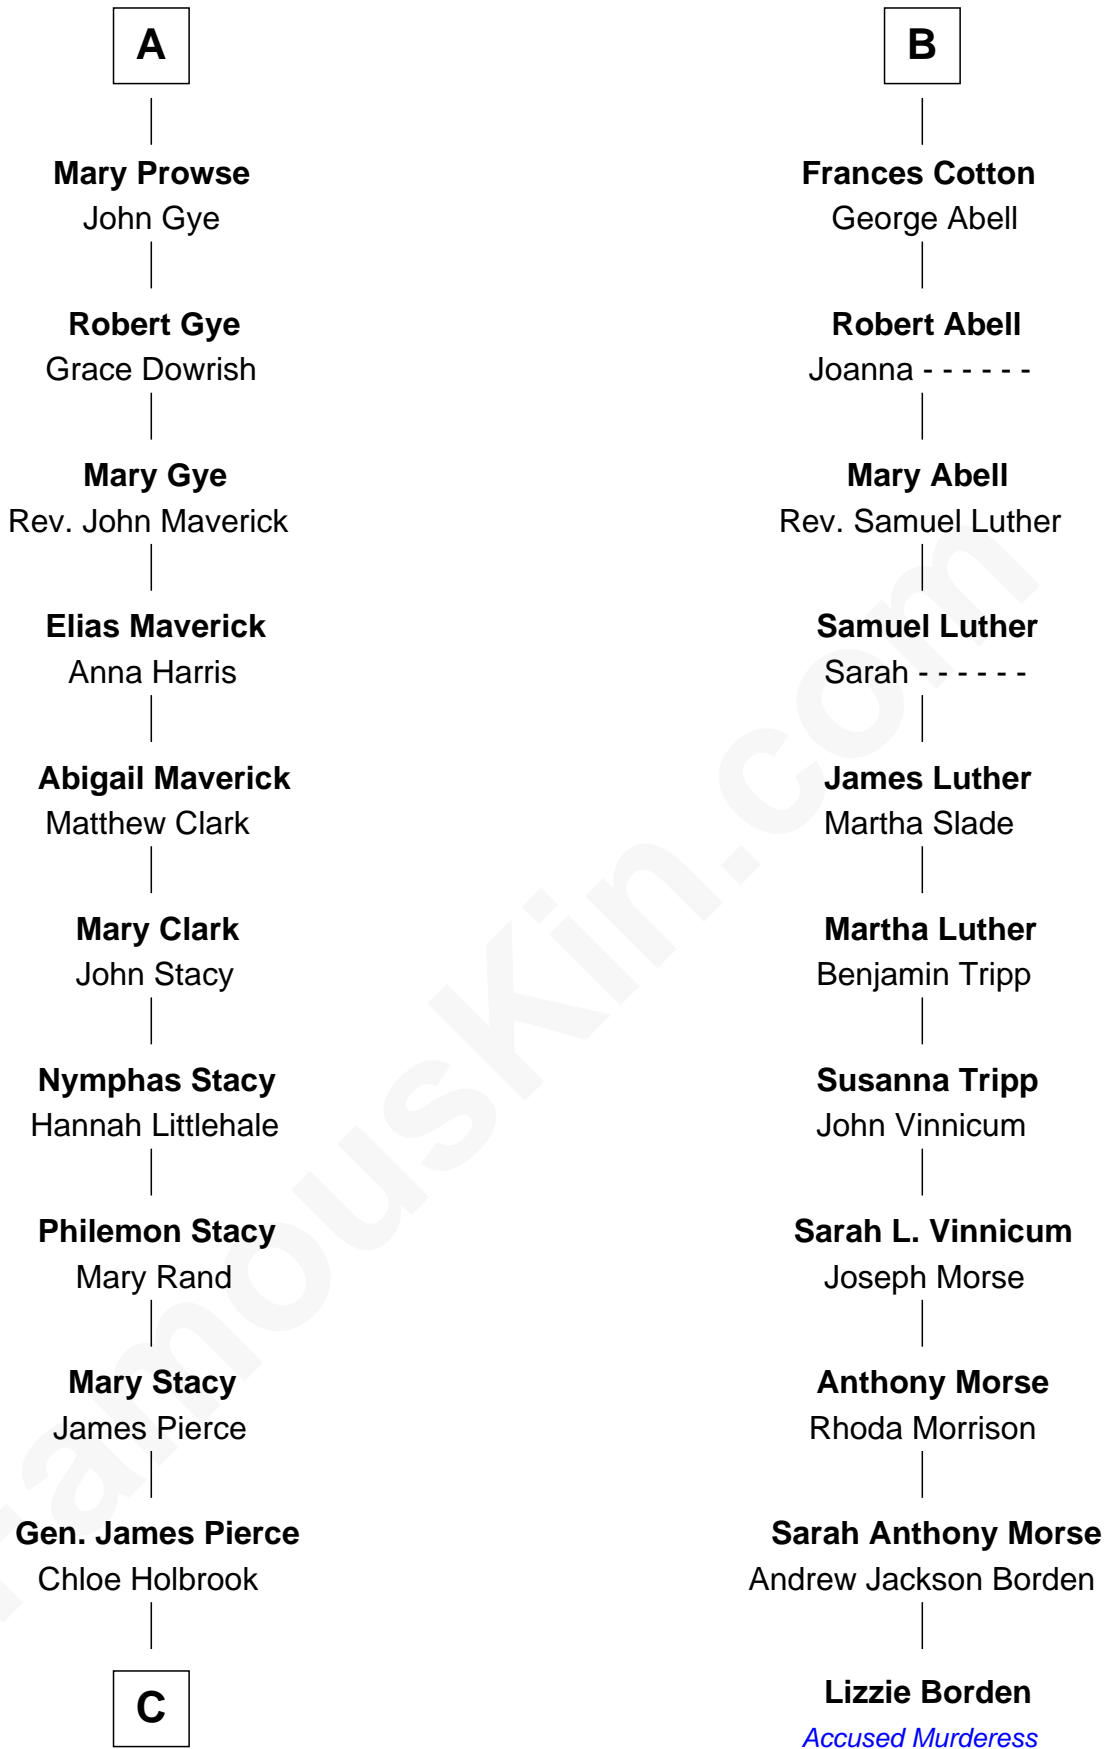 A
Mary Prowse
John Gye
Robert Gye
Grace Dowrish
Mary Gye
Rev. John Maverick
Elias Maverick
Anna Harris
Abigail Maverick
Matthew Clark
Mary Clark
John Stacy
Nymphas Stacy
Hannah Littlehale
Philemon Stacy
Mary Rand
Mary Stacy
James Pierce
Gen. James Pierce
Chloe Holbrook
C
B
Frances Cotton
George Abell
Robert Abell
Joanna - - - - - -
Mary Abell
Rev. Samuel Luther
Samuel Luther
Sarah - - - - - -
James Luther
Martha Slade
Martha Luther
Benjamin Tripp
Susanna Tripp
John Vinnicum
Sarah L. Vinnicum
Joseph Morse
Anthony Morse
Rhoda Morrison
Sarah Anthony Morse
Andrew Jackson Borden
Lizzie Borden
Accused Murderess
FamousKin.com